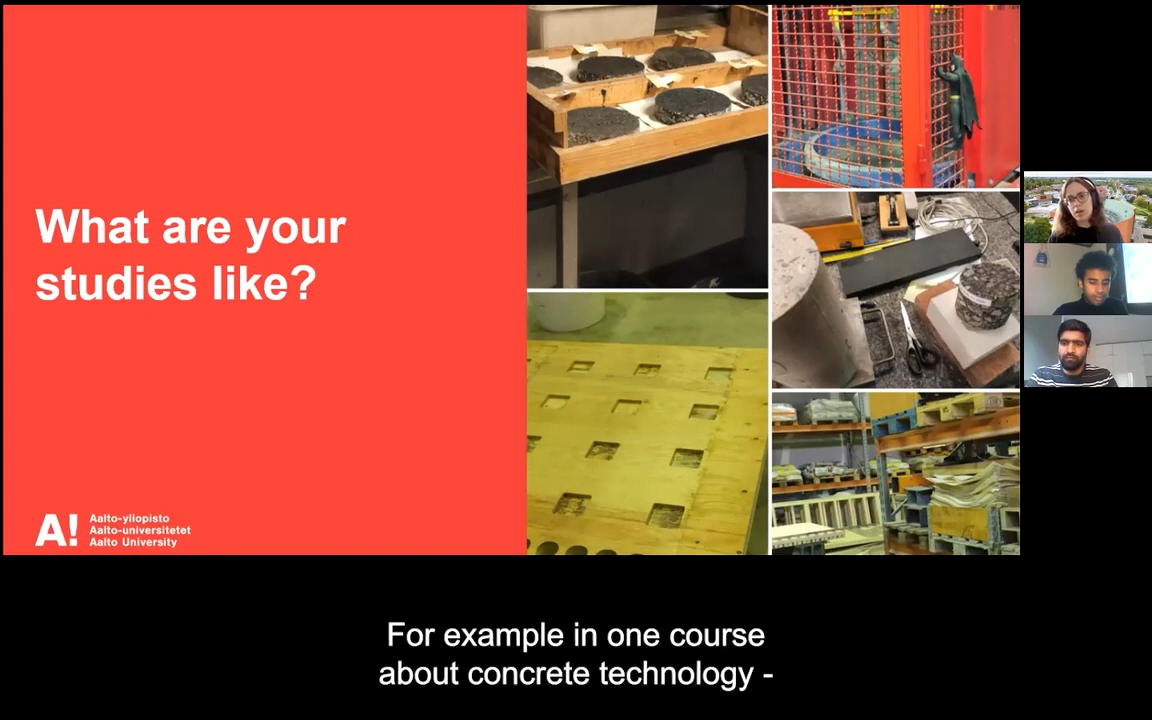 What are your
studies like?
A!
Aalto-yliopisto
Aalto-universitetet
Aalto University
For example in one course
about concrete technology -